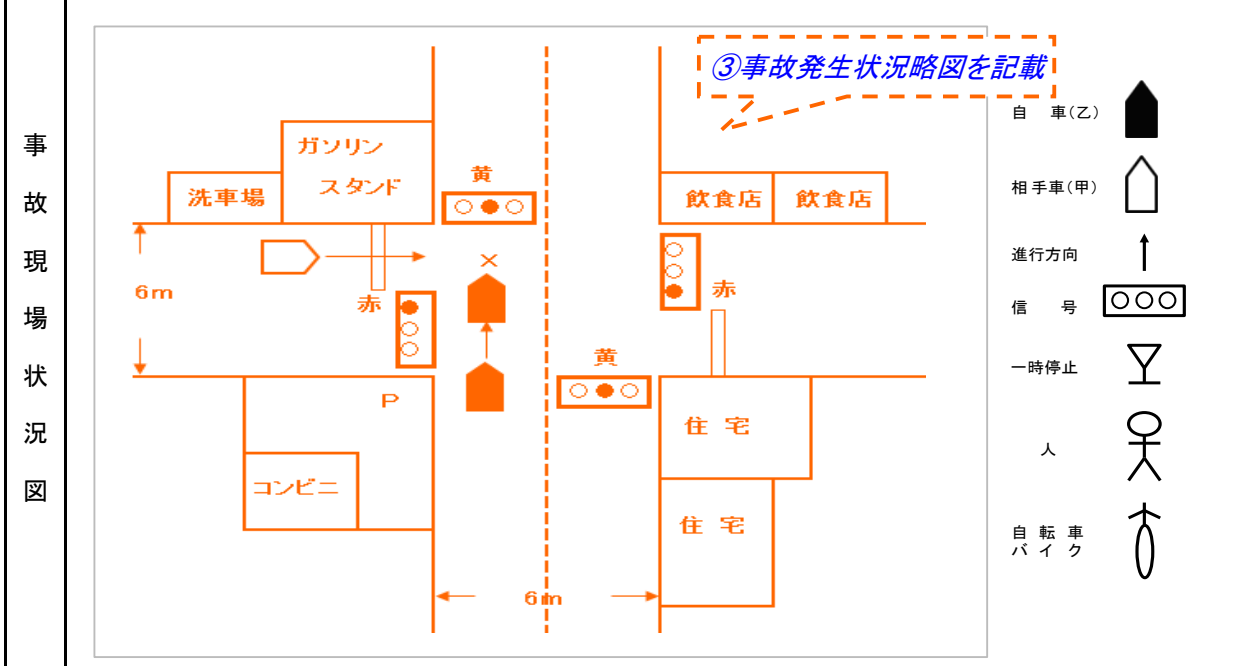 事故現場状況図
③事故発生状況略図を記載
ガソリン
スタンド
黄
洗車場
飲食店
飲食店
6m
赤
赤
黄
P
住宅
コンビニ
住宅
6m
自　車(乙)
相手車(甲)
進行方向
信　号
一時停止
人
自転車
バイク